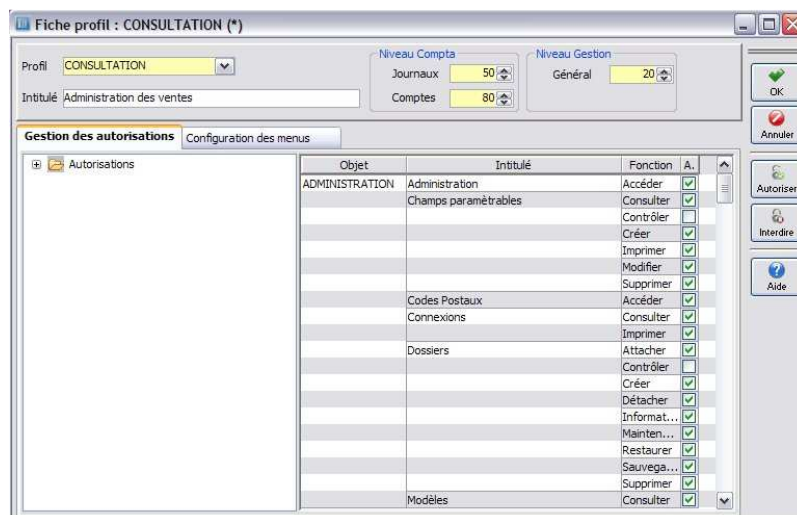 Fiche profil : CONSULTATION (*)
Niveau Compta
Niveau Gestion
Profil CONSULTATION
Journaux 50
Général 20
Intitulé Administration des ventes
Comptes 80
OK
Annuler
Autoriser
Interdire
Aide
Gestion des autorisations Configuration des menus
Autorisations
Objet Intitulé Fonction A.
ADMINISTRATION Administration Accéder
Champs paramètrables Consulter
Contrôler
Créer
Imprimer
Modifier
Supprimer
Codes Postaux Accéder
Connexions Consulter
Imprimer
Dossiers Attacher
Contrôler
Créer
Détacher
Informat...
Mainten...
Restaurer
Sauvega...
Supprimer
Modèles Consulter